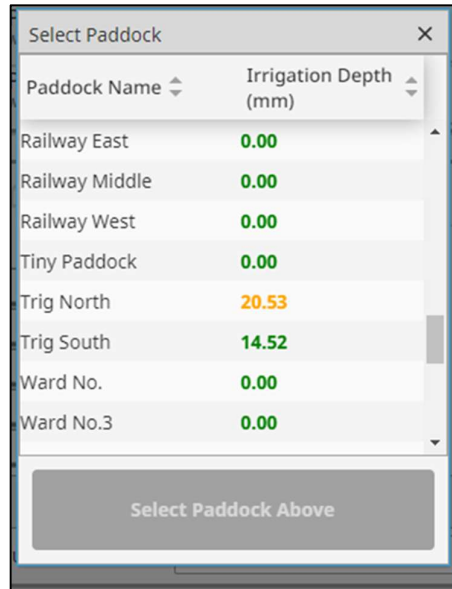 Select Paddock ×
Paddock Name Irrigation Depth
(mm)
Railway East 0.00
Railway Middle 0.00
Railway West 0.00
Tiny Paddock 0.00
Trig North 20.53
Trig South 14.52
Ward No. 0.00
Ward No.3 0.00
Select Paddock Above